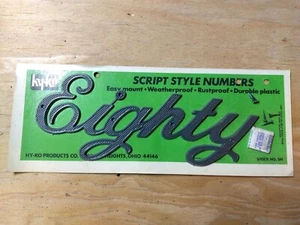 hy-ko
SCRIPT STYLE NUMBERS
Easy mount • Weatherproof • Rustproof • Durable plastic
Eighty
HY-KO PRODUCTS CO. HEIGHTS, OHIO 44146